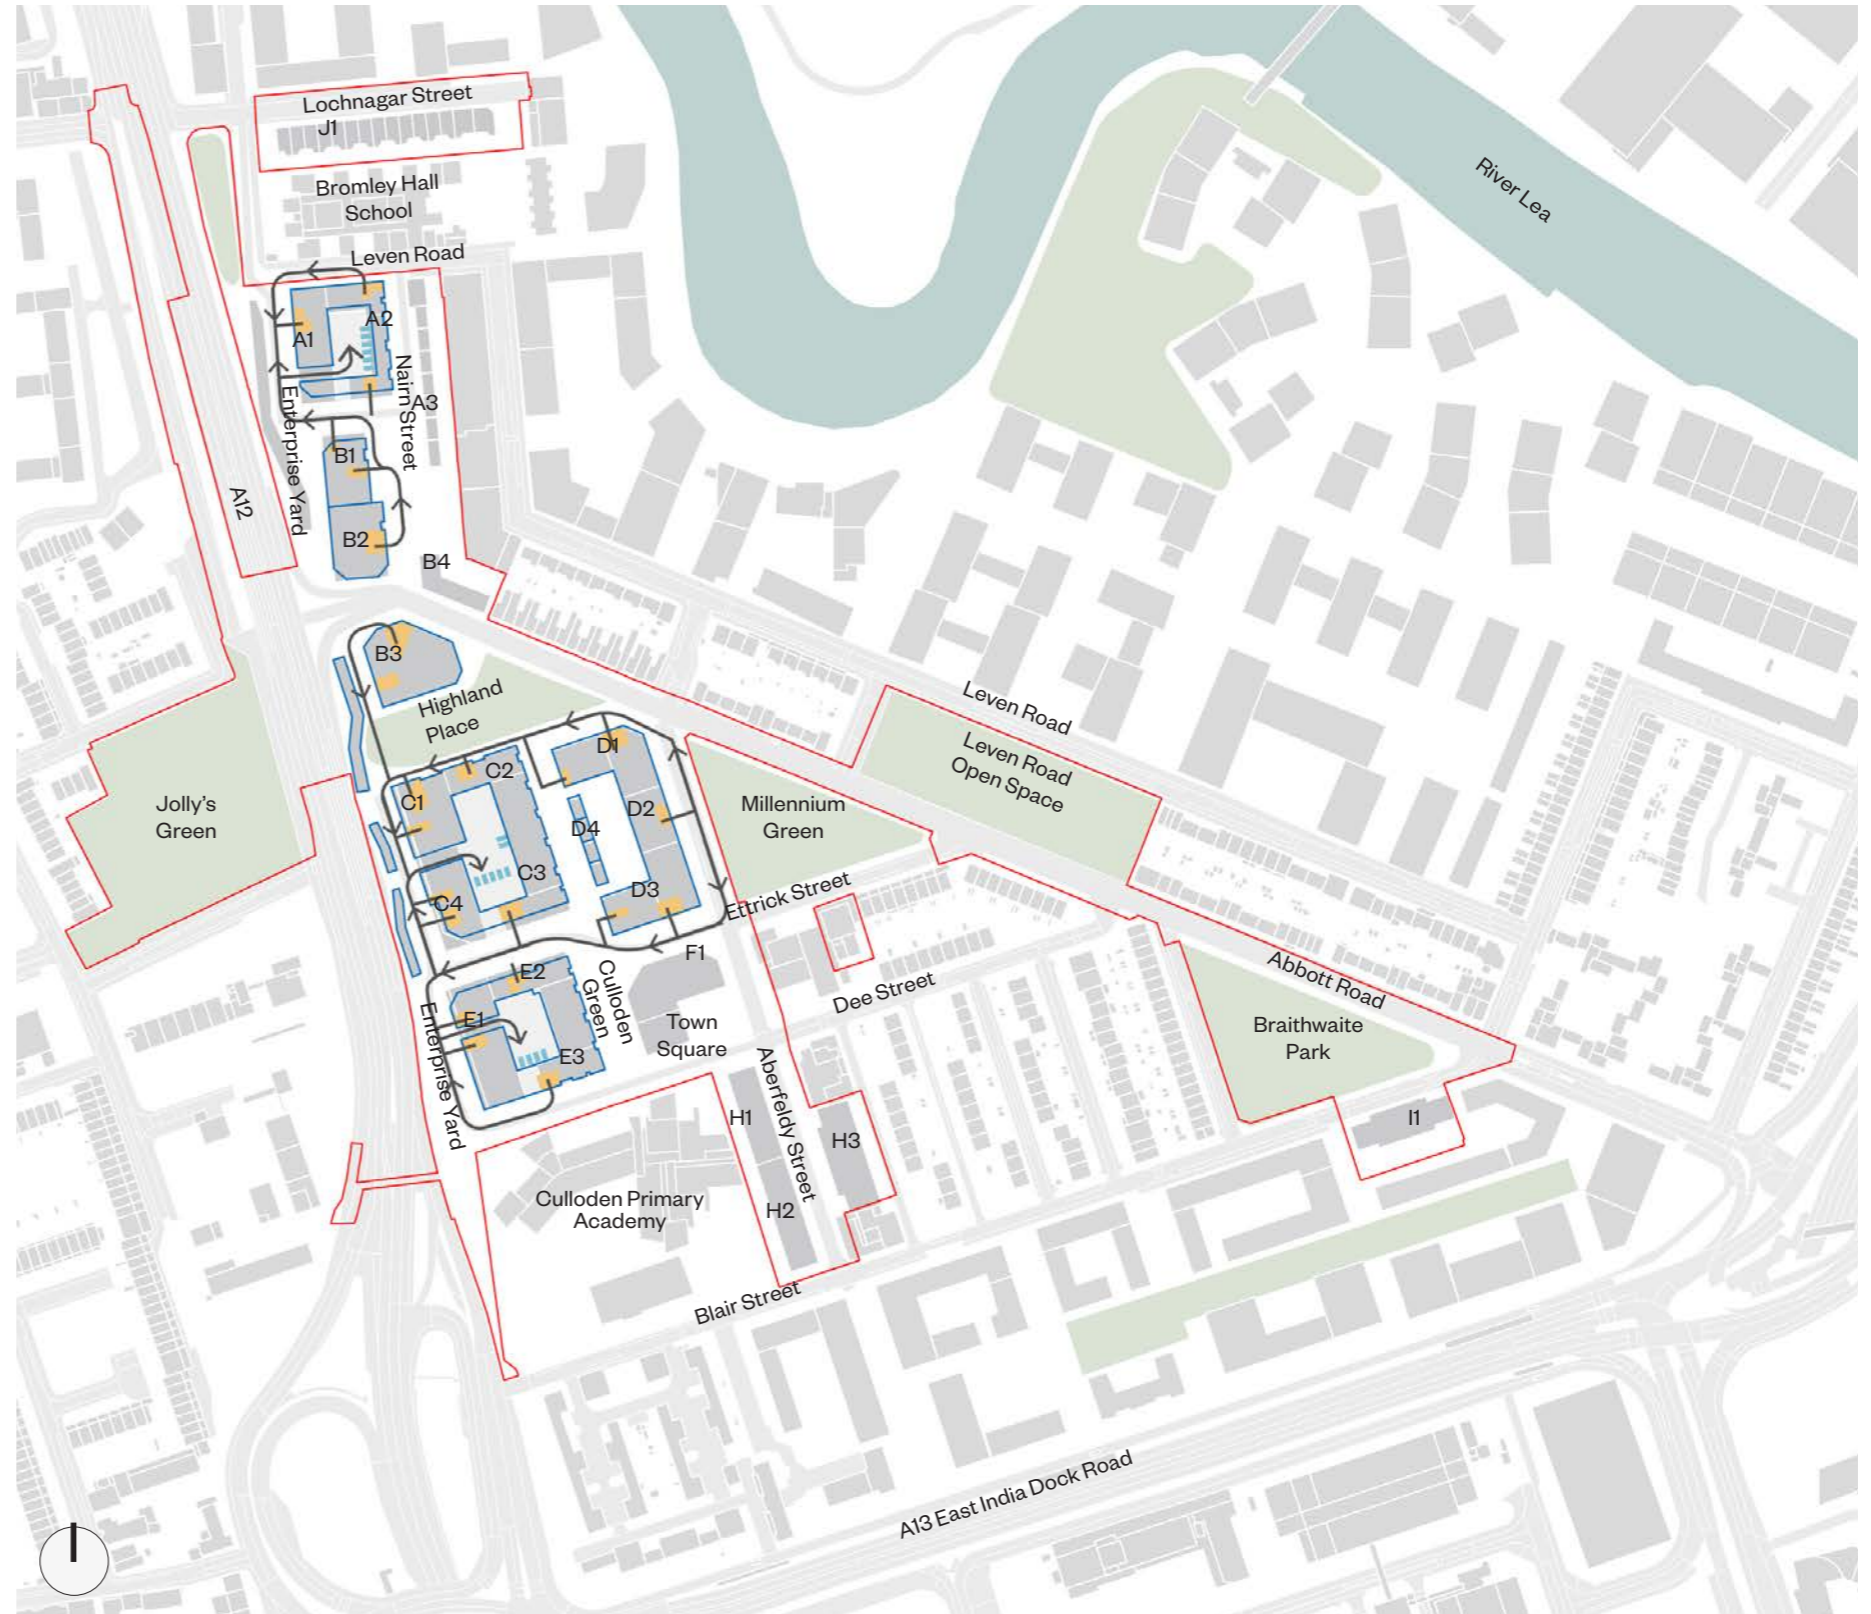 Lochnagar Street
J1
Bromley Hall
School
Leven Road
River Lea
A1
A2
A3
Nairn Street
Enterprise Yard
A12
B1
B2
B4
B3
Highland
Place
Leven Road
Leven Road
Open Space
Jolly's
Green
Millennium
Green
C1
C2
C3
C4
D1
D2
D3
D4
Ettrick Street
F1
Abbott Road
Dee Street
Braithwaite
Park
E1
E2
E3
Culloden
Green
Town
Square
Enterprise Yard
Aberfeldy Street
H1
H2
H3
I1
Culloden Primary
Academy
Blair Street
A13 East India Dock Road